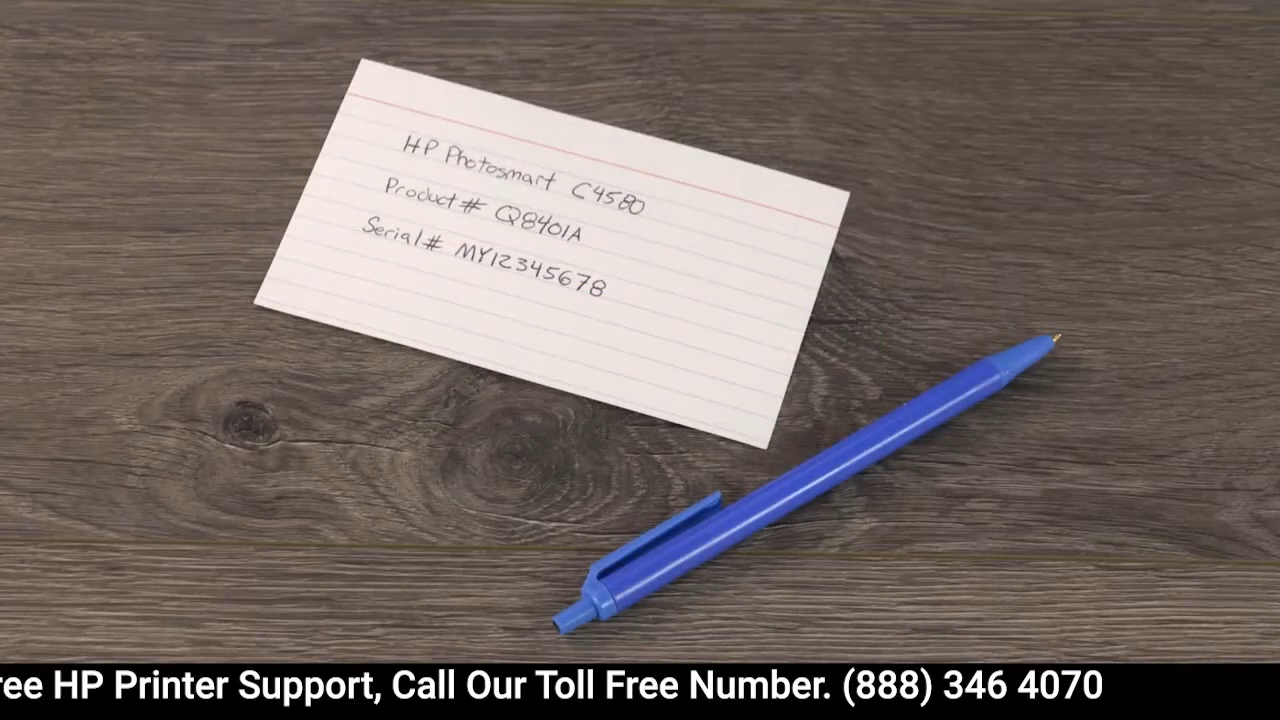 HP Photosmart C4580
Product# Q8401A
Serial# MY12345678
ree HP Printer Support, Call Our Toll Free Number. (888) 346 4070